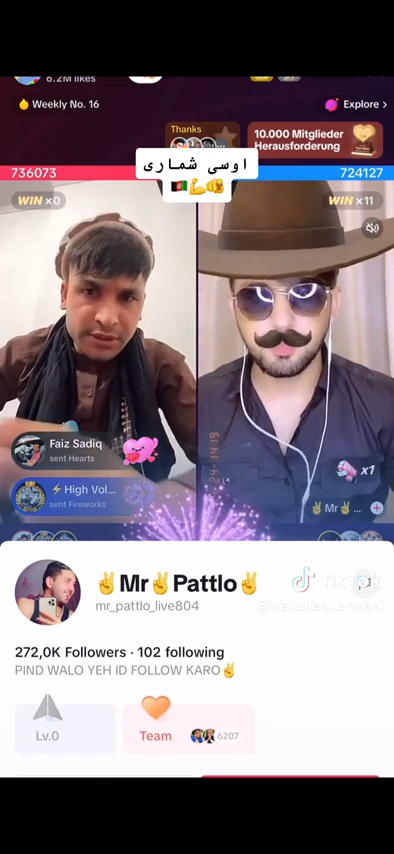 6.2M likes
Weekly No. 16
Explore >
Thanks
10.000 Mitglieder
Herausforderung
اوسی شماری
🇦🇫💪👊
736073
724127
WIN ×0
WIN ×11
Faiz Sadiq
sent Hearts
⚡High Vol...
sent Fireworks
x1
✌️Mr✌️ ...
✌️Mr✌️Pattlo✌️
mr_pattlo_live804
TikTok
272,0K Followers · 102 following
PIND WALO YEH ID FOLLOW KARO✌️
Lv.0
Team
6207